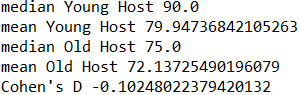 median Young Host 90.0
mean Young Host 79.94736842105263
median Old Host 75.0
mean Old Host 72.13725490196079
Cohen's D -0.10248022379420132